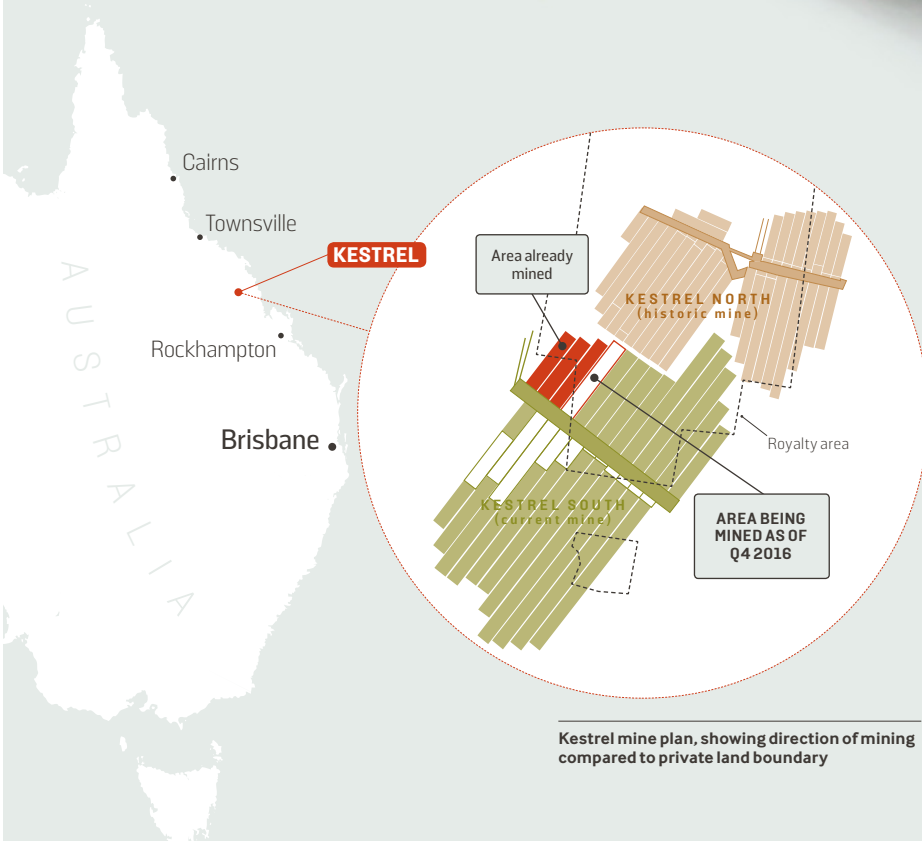 Cairns
Townsville
KESTREL
AUSTRALIA
Rockhampton
Brisbane
Area already
mined
KESTREL NORTH
(historic mine)
Royalty area
KESTREL SOUTH
(current mine)
AREA BEING
MINED AS OF
Q4 2016
Kestrel mine plan, showing direction of mining
compared to private land boundary